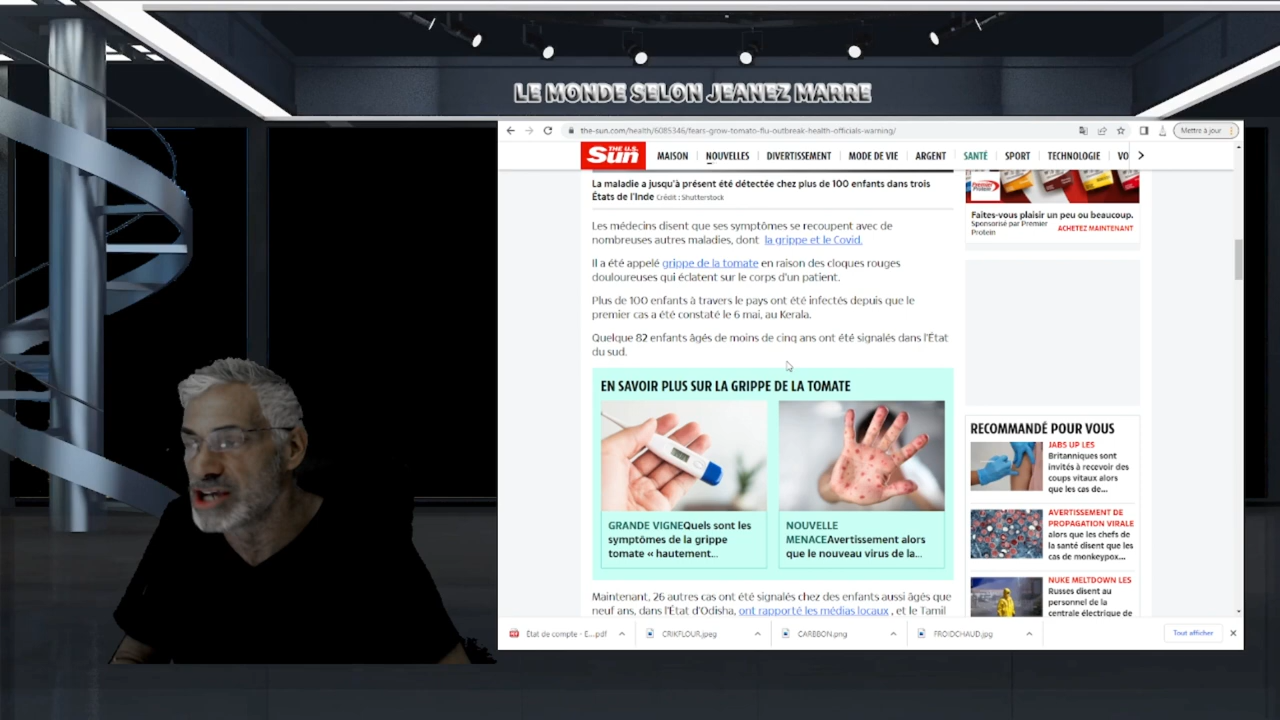 LE MONDE SELON JEANEZ MARRE
the-sun.com/health/6085346/fears-grow-tomato-flu-outbreak-health-officials-warning/
Mettre à jour
THE U.S. Sun
MAISON NOUVELLES DIVERTISSEMENT MODE DE VIE ARGENT SANTÉ SPORT TECHNOLOGIE VO
La maladie a jusqu'à présent été détectée chez plus de 100 enfants dans trois
États de l'Inde Crédit : Shutterstock
Les médecins disent que ses symptômes se recoupent avec de
nombreuses autres maladies, dont la grippe et le Covid.
Il a été appelé grippe de la tomate en raison des cloques rouges
douloureuses qui éclatent sur le corps d'un patient.
Plus de 100 enfants à travers le pays ont été infectés depuis que le
premier cas a été constaté le 6 mai, au Kerala.
Quelque 82 enfants âgés de moins de cinq ans ont été signalés dans l'État
du sud.
EN SAVOIR PLUS SUR LA GRIPPE DE LA TOMATE
GRANDE VIGNEQuels sont les
symptômes de la grippe
tomate « hautement...
NOUVELLE
MENACEAvertissement alors
que le nouveau virus de la...
Maintenant, 26 autres cas ont été signalés chez des enfants aussi âgés que
neuf ans, dans l'État d'Odisha, ont rapporté les médias locaux , et le Tamil
Premier Protein
Faites-vous plaisir un peu ou beaucoup.
Sponsorisé par Premier
Protein
ACHETEZ MAINTENANT
RECOMMANDÉ POUR VOUS
JABS UP LES
Britanniques sont
invités à recevoir des
coups vitaux alors
que les cas de...
AVERTISSEMENT DE
PROPAGATION VIRALE
alors que les chefs de
la santé disent que les
cas de monkeypox...
NUKE MELTDOWN LES
Russes disent au
personnel de la
centrale électrique de
Etat de compte - E....pdf
CRIKFLOUR.jpeg
CARBBON.png
FROIDCHAUD.jpg
Tout afficher